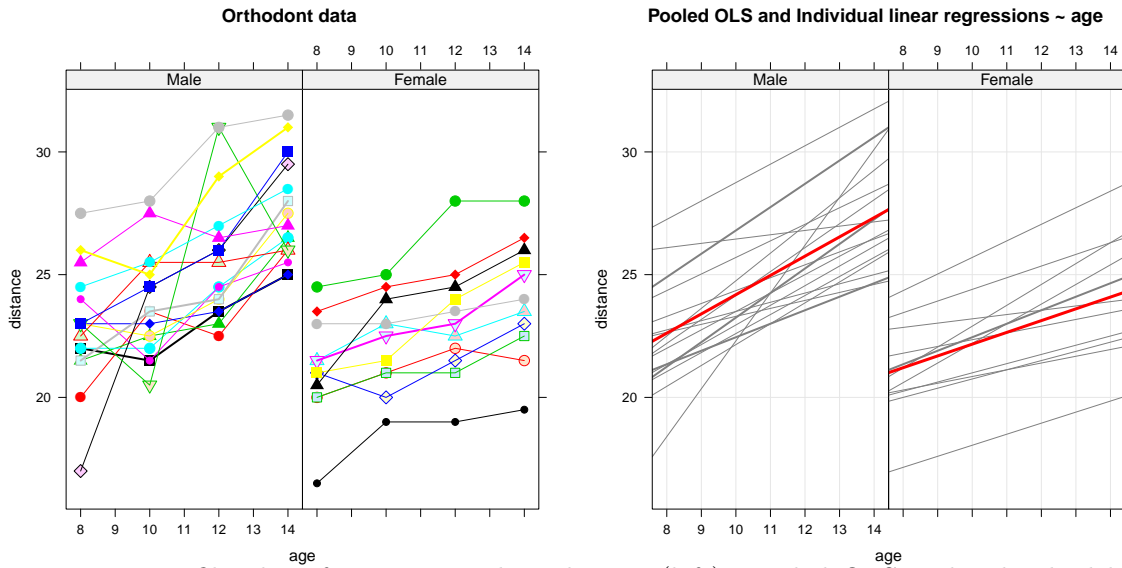 Orthodont data
8 9 10 11 12 13 14
Male Female
distance
30
25
20
8 9 10 11 12 13 14
age
Pooled OLS and Individual linear regressions ~ age
8 9 10 11 12 13 14
Male Female
distance
30
25
20
8 9 10 11 12 13 14
age